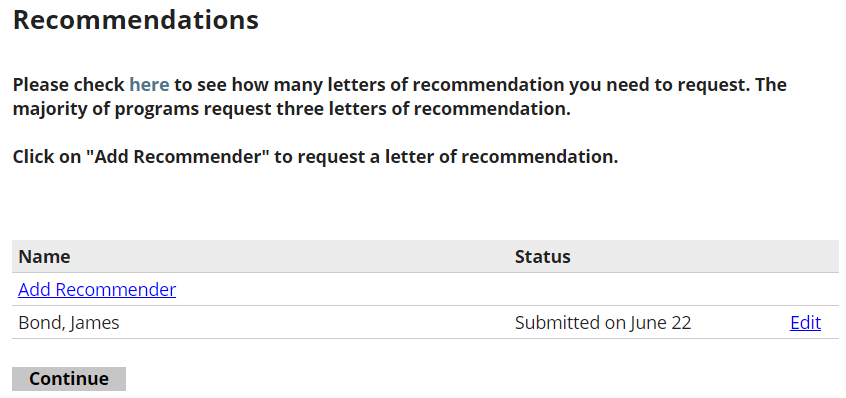 Recommendations
Please check here to see how many letters of recommendation you need to request. The
majority of programs request three letters of recommendation.
Click on "Add Recommender" to request a letter of recommendation.
Name Status
Add Recommender
Bond, James Submitted on June 22 Edit
Continue